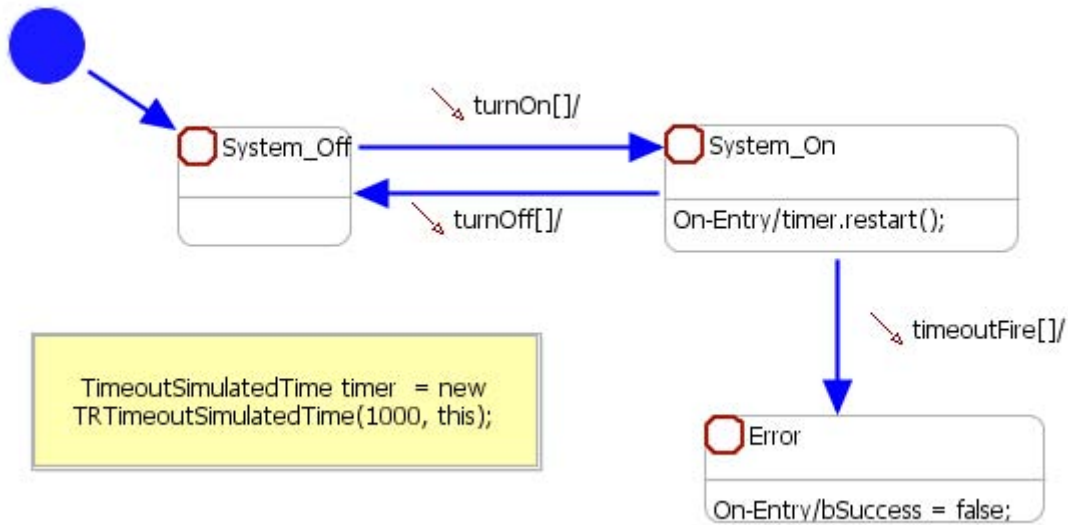 turnOn[]/
System_Off
System_On
turnOff[]/
On-Entry/timer.restart();
timeoutFire[]/
TimeoutSimulatedTime timer = new
TRTimeoutSimulatedTime(1000, this);
Error
On-Entry/bSuccess = false;